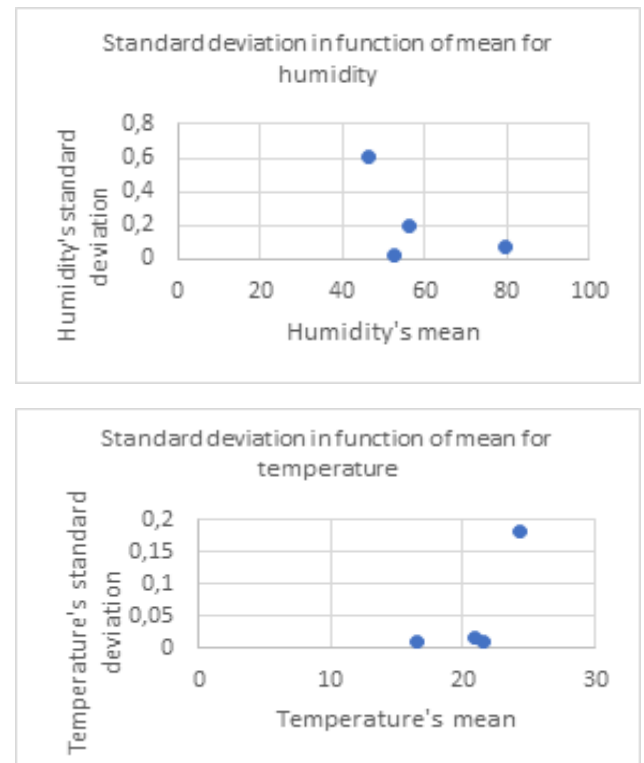 Standard deviation in function of mean for
humidity
Humidity's standard
deviation
0,8
0,6
0,4
0,2
0
0 20 40 60 80 100
Humidity's mean
Standard deviation in function of mean for
temperature
Temperature's standard
deviation
0,2
0,15
0,1
0,05
0
0 10 20 30
Temperature's mean